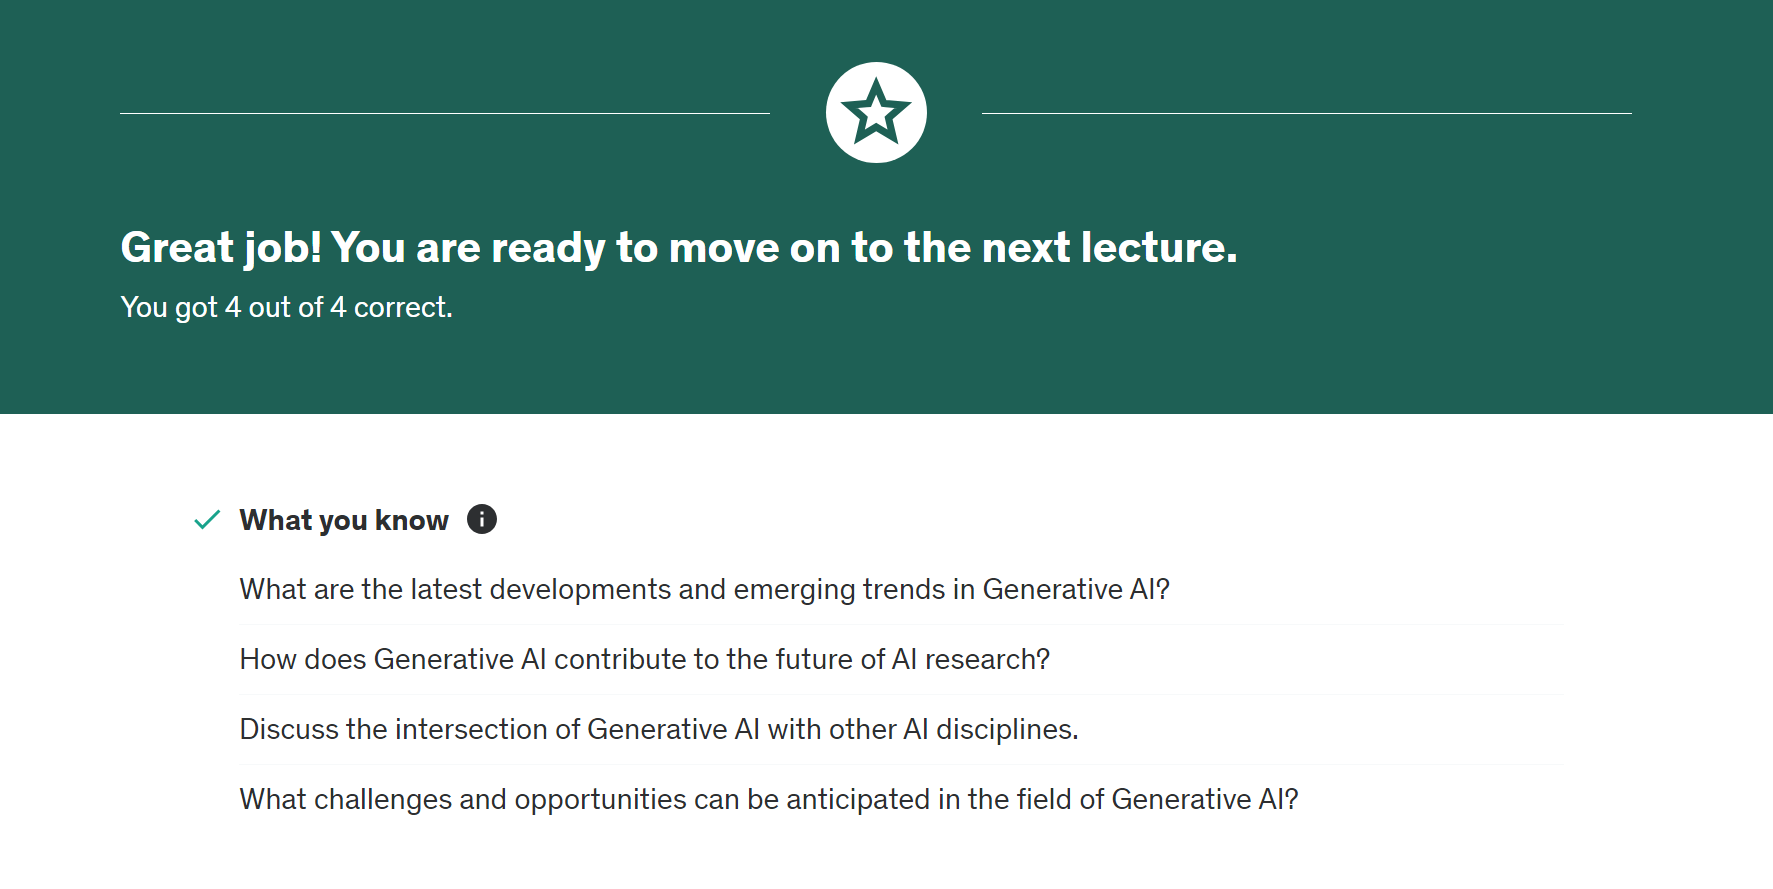 Great job! You are ready to move on to the next lecture.
You got 4 out of 4 correct.
What you know
What are the latest developments and emerging trends in Generative AI?
How does Generative AI contribute to the future of AI research?
Discuss the intersection of Generative AI with other AI disciplines.
What challenges and opportunities can be anticipated in the field of Generative AI?